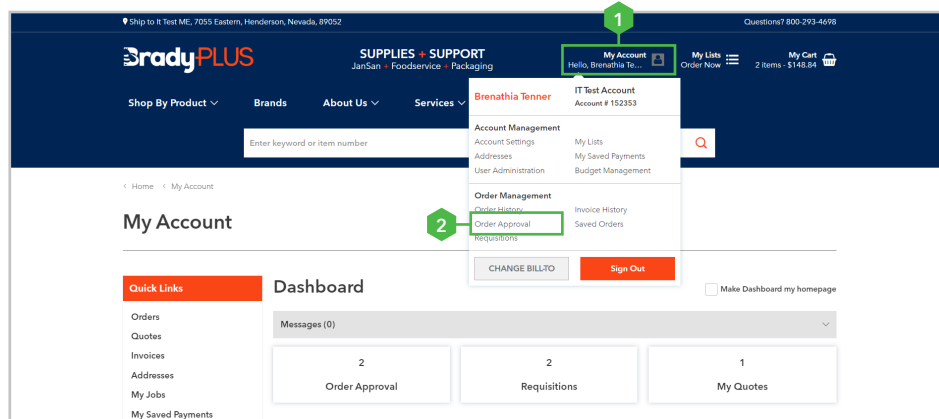 Ship to It Test ME, 7055 Eastern, Henderson, Nevada, 89052
Questions? 800-293-4698
1
BradyPLUS
SUPPLIES + SUPPORT
JanSan + Foodservice + Packaging
My Account
Hello, Brenathia Te...
My Lists
Order Now
My Cart
2 items - $148.84
Shop By Product
Brands
About Us
Services
Brenathia Tenner
IT Test Account
Account # 152353
Enter keyword or item number
Account Management
Account Settings
My Lists
Addresses
My Saved Payments
User Administration
Budget Management
Home
My Account
Order Management
Order History
Invoice History
2
Order Approval
Saved Orders
Requisitions
My Account
CHANGE BILL-TO
Sign Out
Quick Links
Dashboard
Make Dashboard my homepage
Orders
Quotes
Invoices
Addresses
My Jobs
My Saved Payments
Messages (0)
2
Order Approval
2
Requisitions
1
My Quotes